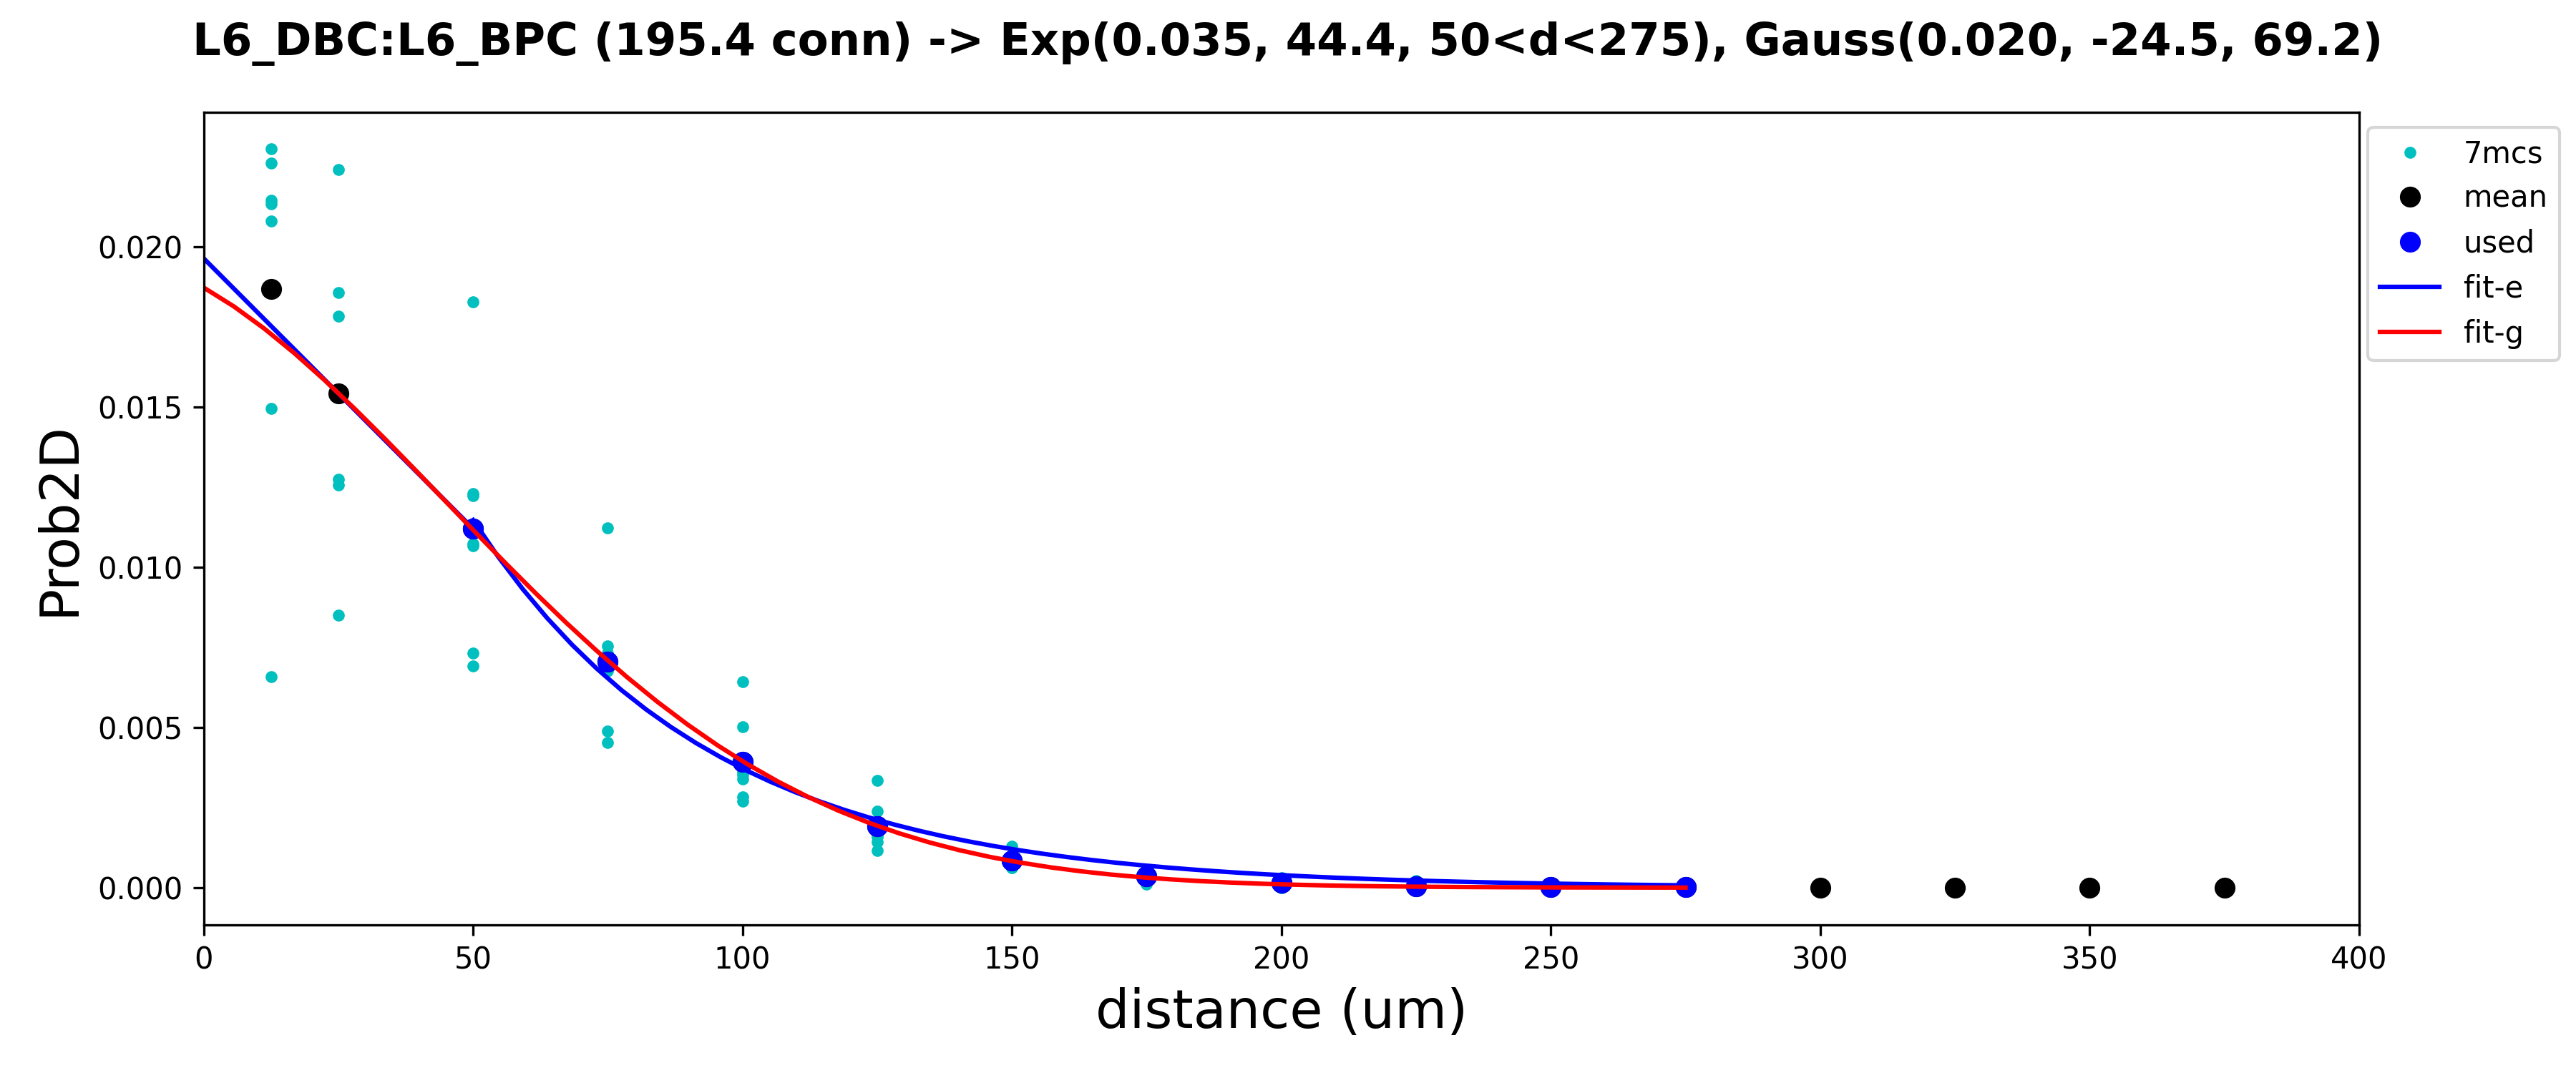 L6_DBC:L6_BPC (195.4 conn) -> Exp(0.035, 44.4, 50<d<275), Gauss(0.020, -24.5, 69.2)
7mcs
mean
used
fit-e
fit-g
Prob2D
0.020
0.015
0.010
0.005
0.000
0 50 100 150 200 250 300 350 400
distance (um)